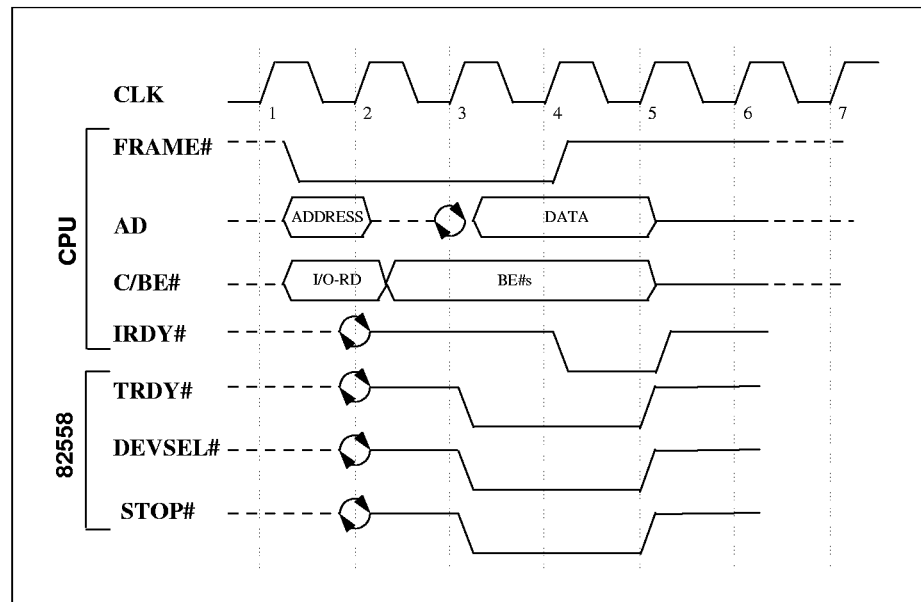 CLK
1 2 3 4 5 6 7
CPU
FRAME#
AD
ADDRESS
DATA
C/BE#
I/O-RD
BE#s
IRDY#
82558
TRDY#
DEVSEL#
STOP#